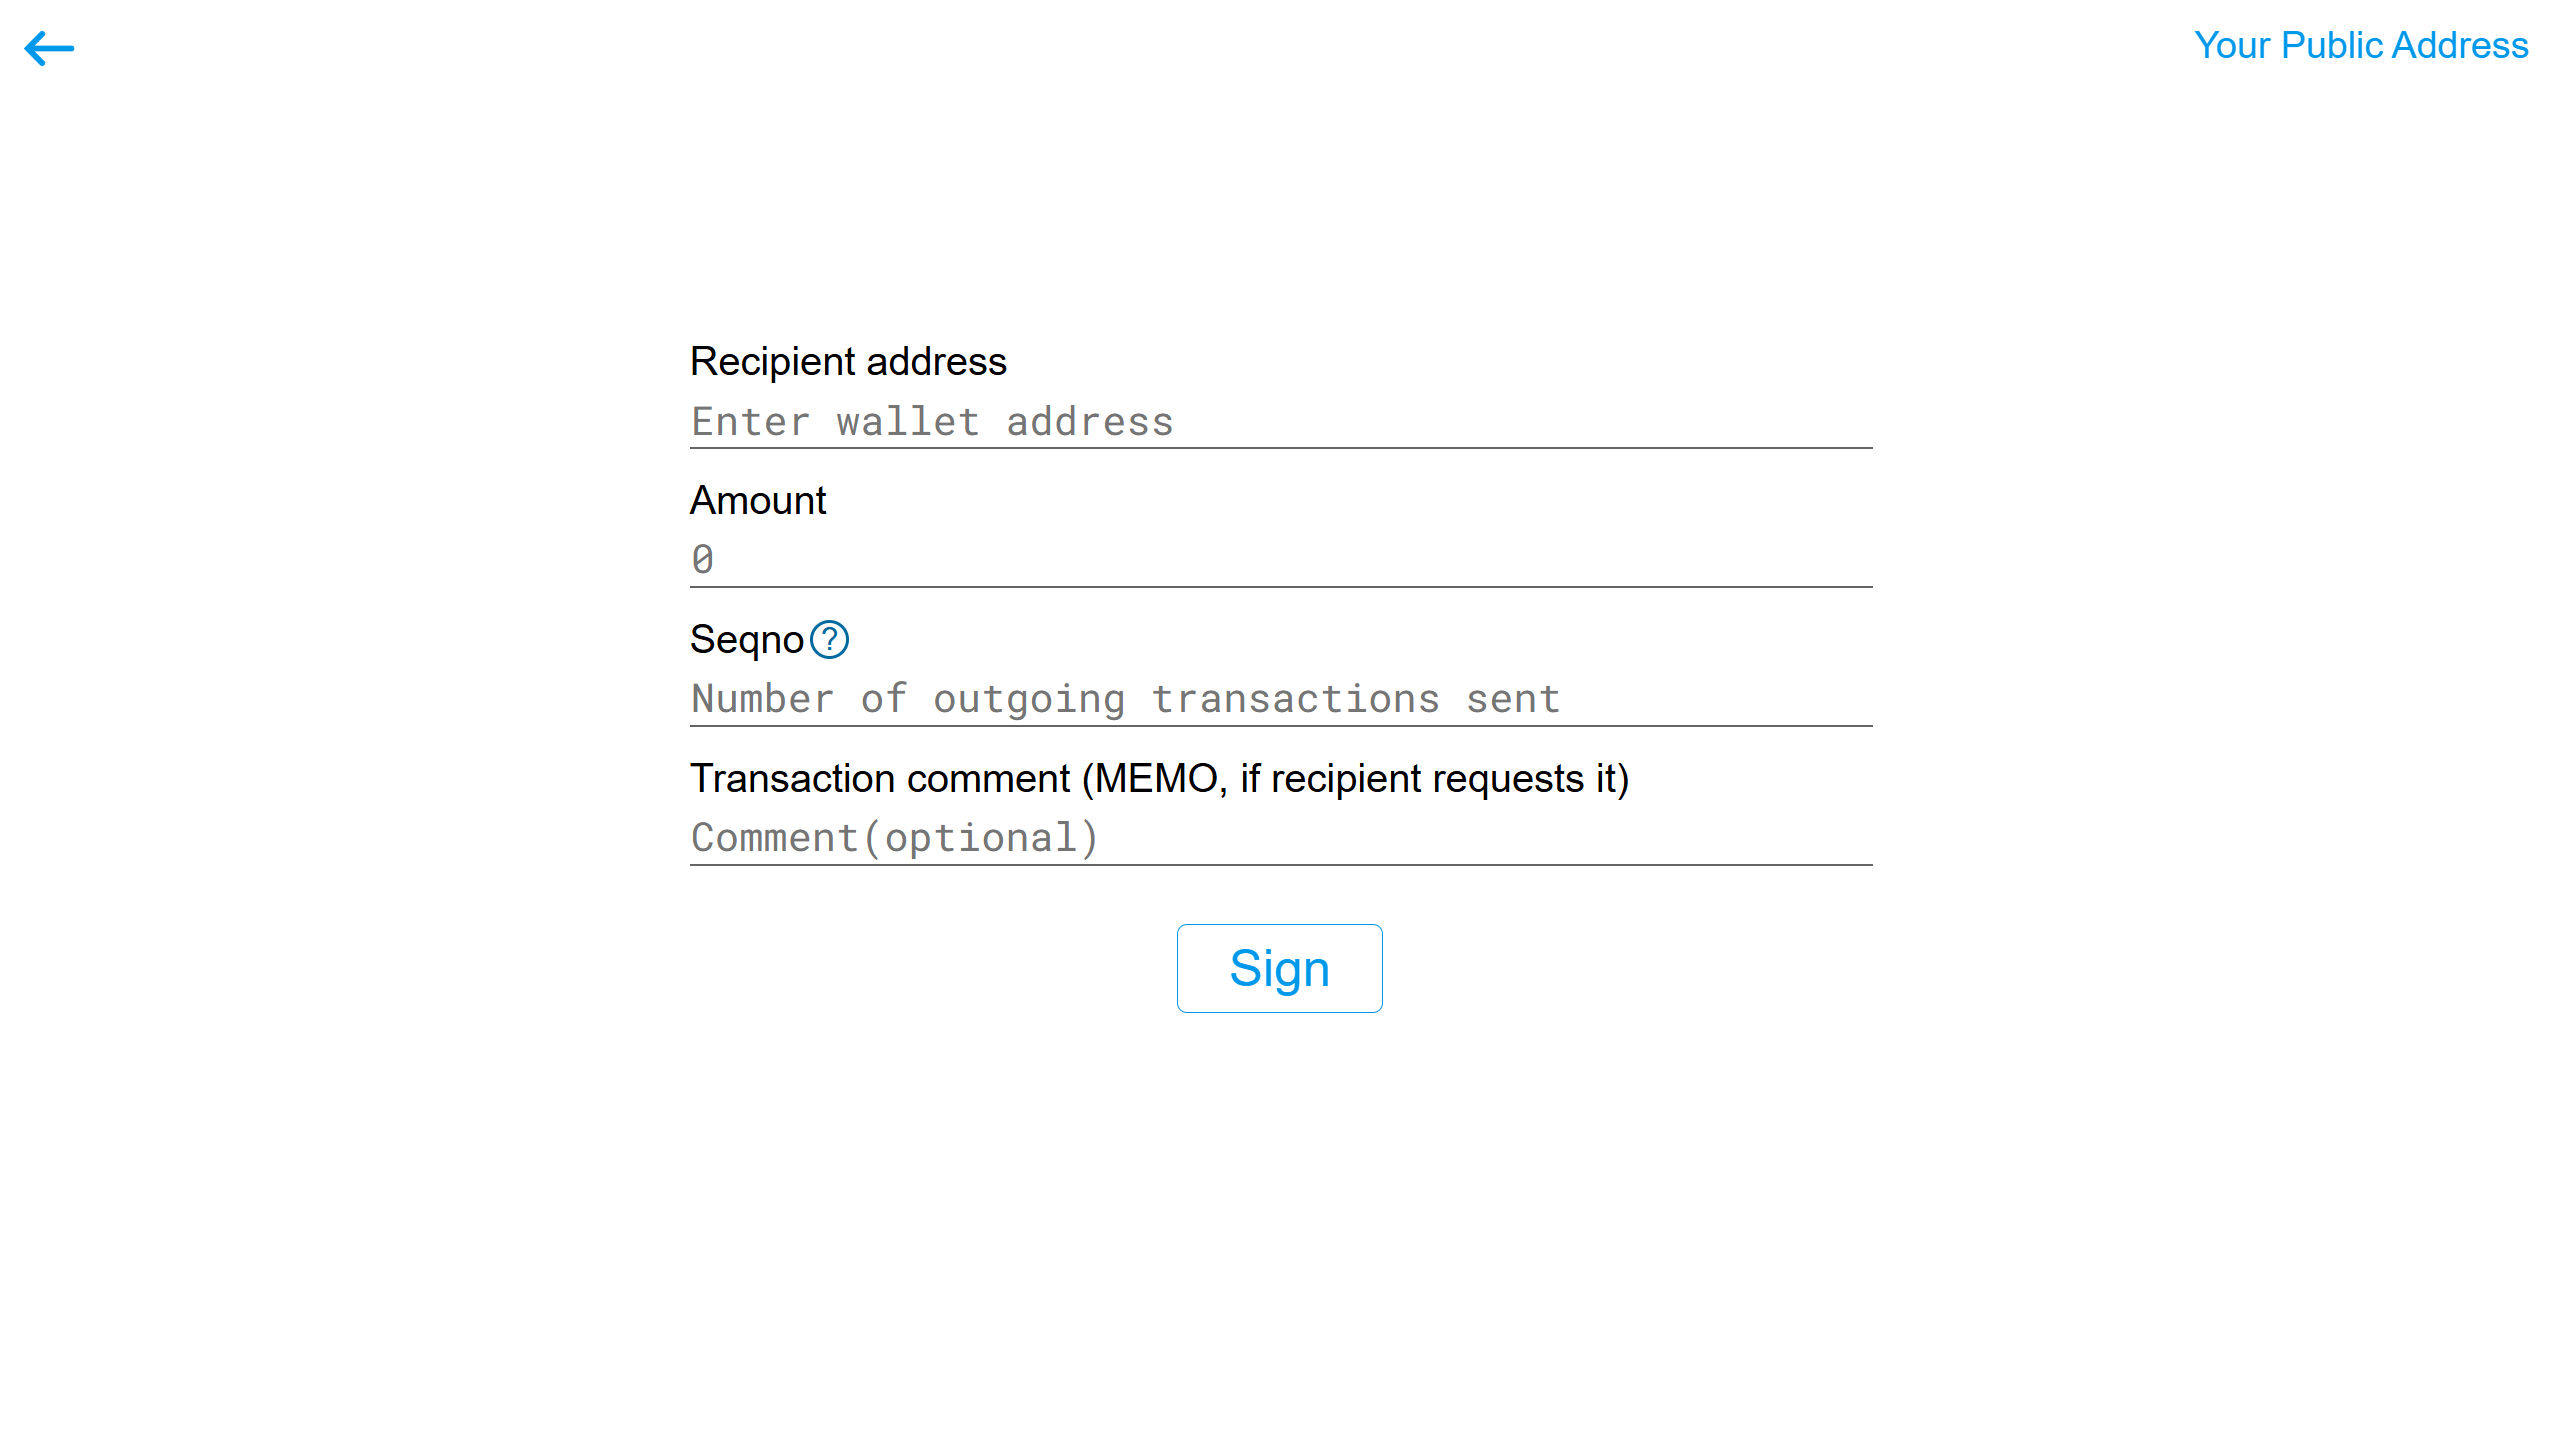 Your Public Address
Recipient address
Enter wallet address
Amount
0
Seqno ?
Number of outgoing transactions sent
Transaction comment (MEMO, if recipient requests it)
Comment(optional)
Sign